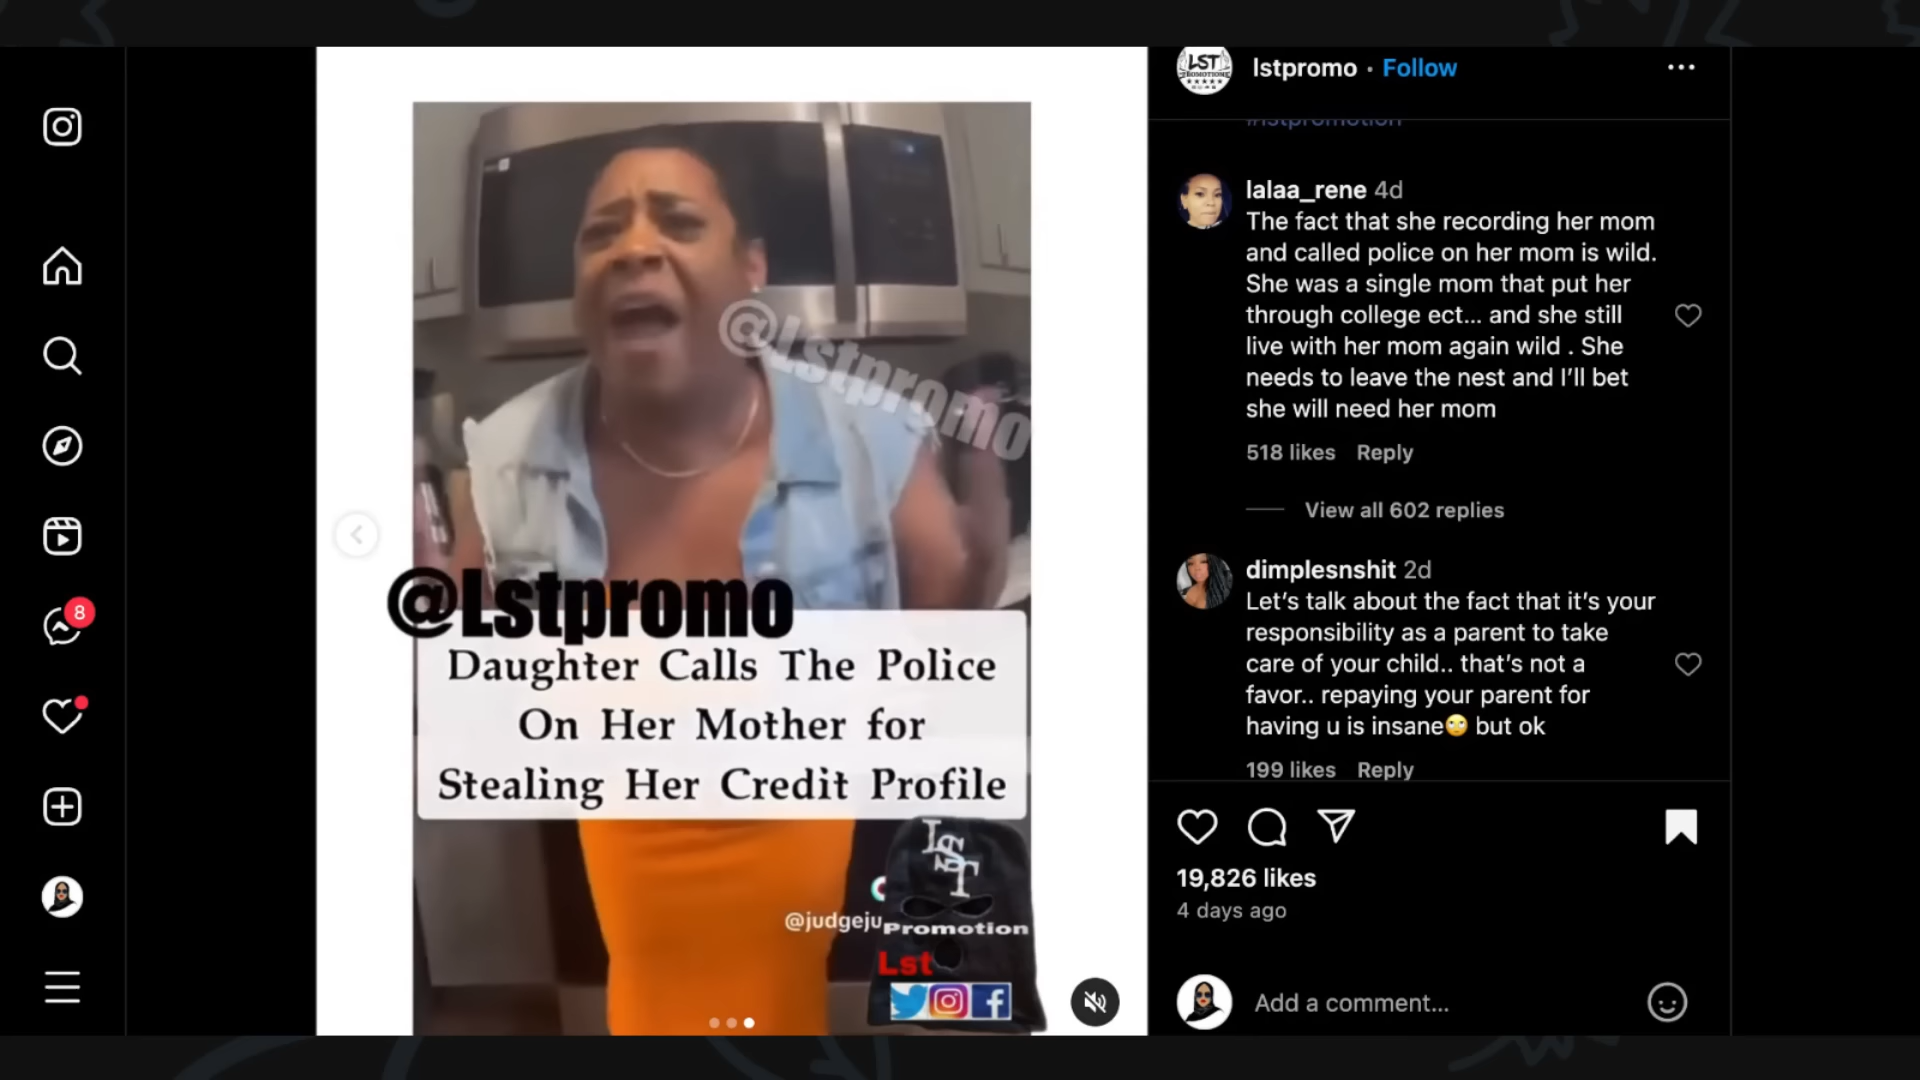 LST
PROMOTIONS
lstpromo • Follow
#lstpromotion
lalaa_rene 4d
The fact that she recording her mom
and called police on her mom is wild.
She was a single mom that put her
through college ect... and she still
live with her mom again wild . She
needs to leave the nest and I’ll bet
she will need her mom
518 likes Reply
View all 602 replies
dimplesnshit 2d
Let’s talk about the fact that it’s your
responsibility as a parent to take
care of your child.. that’s not a
favor.. repaying your parent for
having u is insane🙄 but ok
199 likes Reply
19,826 likes
4 days ago
Add a comment...
8
@Lstpromo
@Lstpromo
Daughter Calls The Police
On Her Mother for
Stealing Her Credit Profile
@judgeju
LST
Promotion
Lst